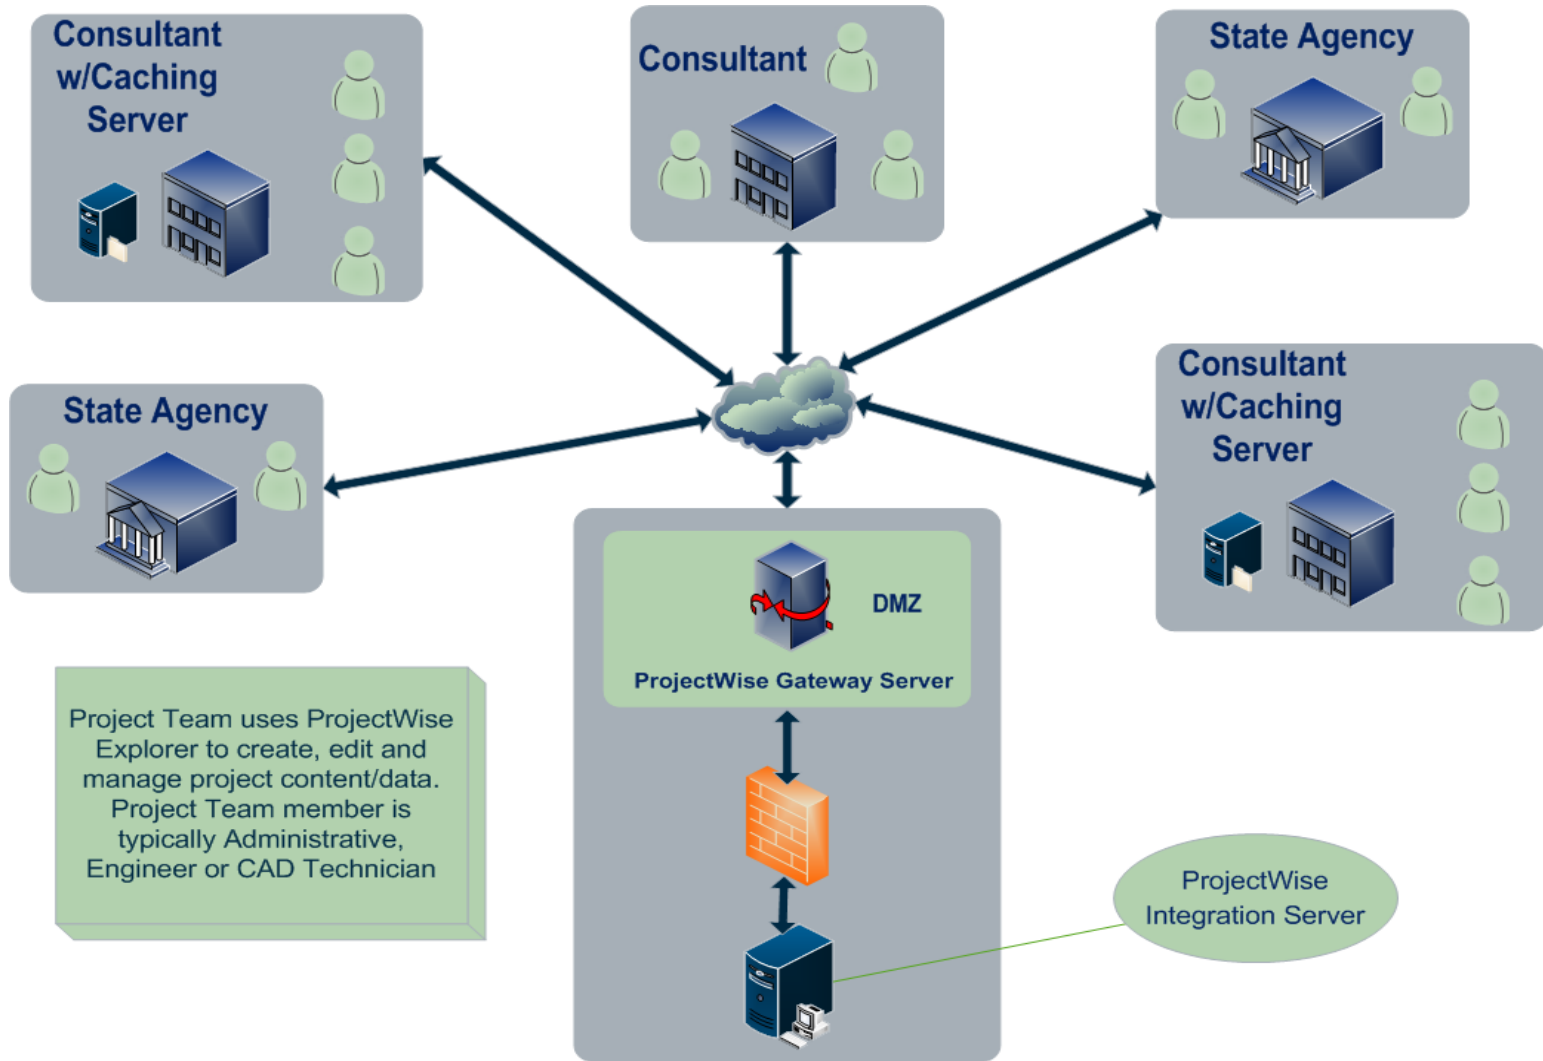 Consultant
w/Caching
Server
Consultant
State Agency
State Agency
Consultant
w/Caching
Server
DMZ
ProjectWise Gateway Server
Project Team uses ProjectWise
Explorer to create, edit and
manage project content/data.
Project Team member is
typically Administrative,
Engineer or CAD Technician
ProjectWise
Integration Server